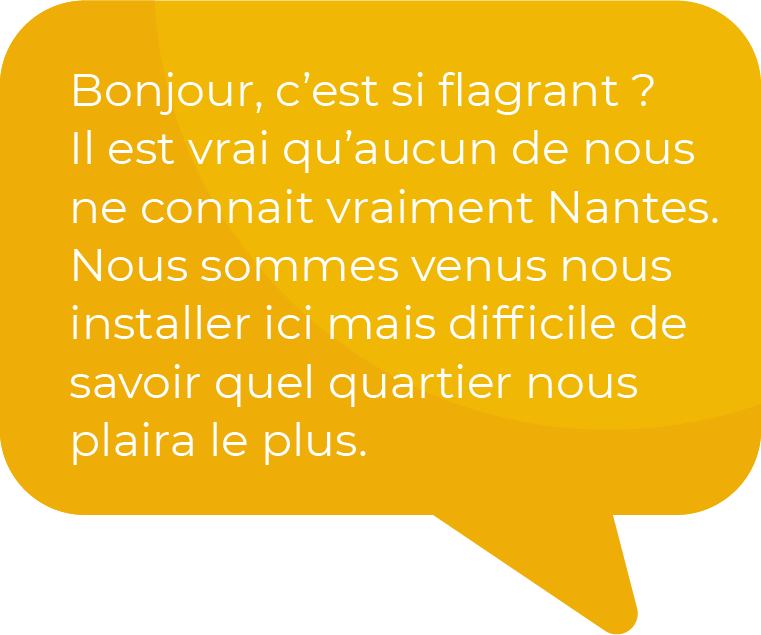 Bonjour, c’est si flagrant ?
Il est vrai qu’aucun de nous
ne connait vraiment Nantes.
Nous sommes venus nous
installer ici mais difficile de
savoir quel quartier nous
plaira le plus.